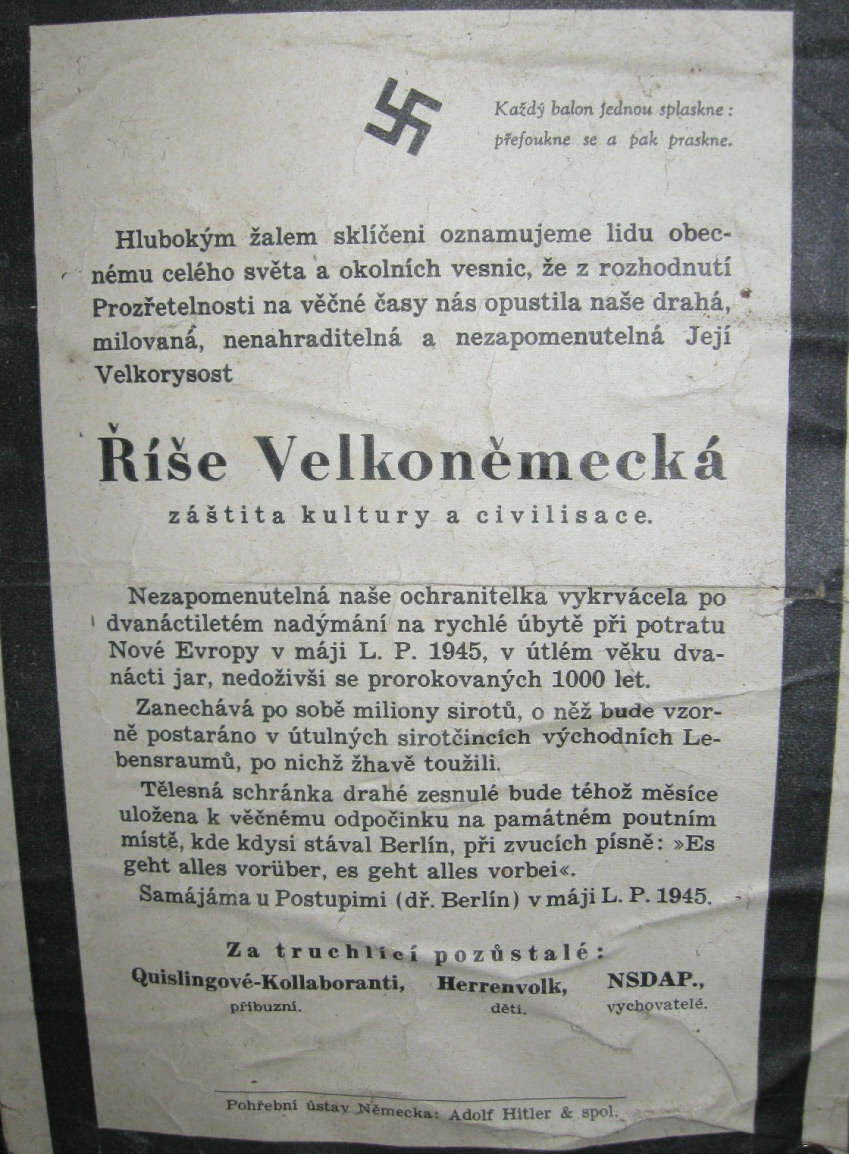 Každý balon jednou splaskne:
přefoukne se a pak praskne.
Hlubokým žalem sklíčeni oznamujeme lidu obec-
nému celého světa a okolních vesnic, že z rozhodnutí
Prozřetelnosti na věčné časy nás opustila naše drahá,
milovaná, nenahraditelná a nezapomenutelná Její
Velkorysost
Říše Velkoněmecká
záštita kultury a civilisace.
Nezapomenutelná naše ochranitelka vykrvácela po
dvanáctiletém nadýmání na rychlé úbytě při potratu
Nové Evropy v máji L. P. 1945, v útlém věku dva-
nácti jar, nedoživši se prorokovaných 1000 let.
Zanechává po sobě miliony sirotů, o něž bude vzor-
ně postaráno v útulných sirotčincích východních Le-
bensraumů, po nichž žhavě toužili.
Tělesná schránka drahé zesnulé bude téhož měsíce
uložena k věčnému odpočinku na památném poutním
místě, kde kdysi stával Berlín, při zvucích písně: »Es
geht alles vorüber, es geht alles vorbei«.
Samájáma u Postupimi (dř. Berlín) v máji L. P. 1945.
Za truchlící pozůstalé:
Quislingové-Kollaboranti, Herrenvolk, NSDAP.,
příbuzní. děti. vychovatelé.
Pohřební ústav Německa: Adolf Hitler & spol.